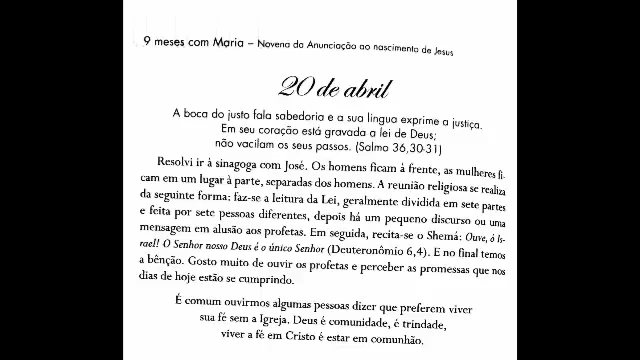 9 meses com Maria – Novena da Anunciação ao nascimento de Jesus
20 de abril
A boca do justo fala sabedoria e a sua língua exprime a justiça.
Em seu coração está gravada a lei de Deus;
não vacilam os seus passos. (Salmo 36,30-31)
Resolvi ir à sinagoga com José. Os homens ficam à frente, as mulheres fi-
cam em um lugar à parte, separadas dos homens. A reunião religiosa se realiza
da seguinte forma: faz-se a leitura da Lei, geralmente dividida em sete partes
e feita por sete pessoas diferentes, depois há um pequeno discurso ou uma
mensagem em alusão aos profetas. Em seguida, recita-se o Shemá: Ouve, ó Is-
rael! O Senhor nosso Deus é o único Senhor (Deuteronômio 6,4). E no final temos
a bênção. Gosto muito de ouvir os profetas e perceber as promessas que nos
dias de hoje estão se cumprindo.
É comum ouvirmos algumas pessoas dizer que preferem viver
sua fé sem a Igreja. Deus é comunidade, é trindade,
viver a fé em Cristo é estar em comunhão.